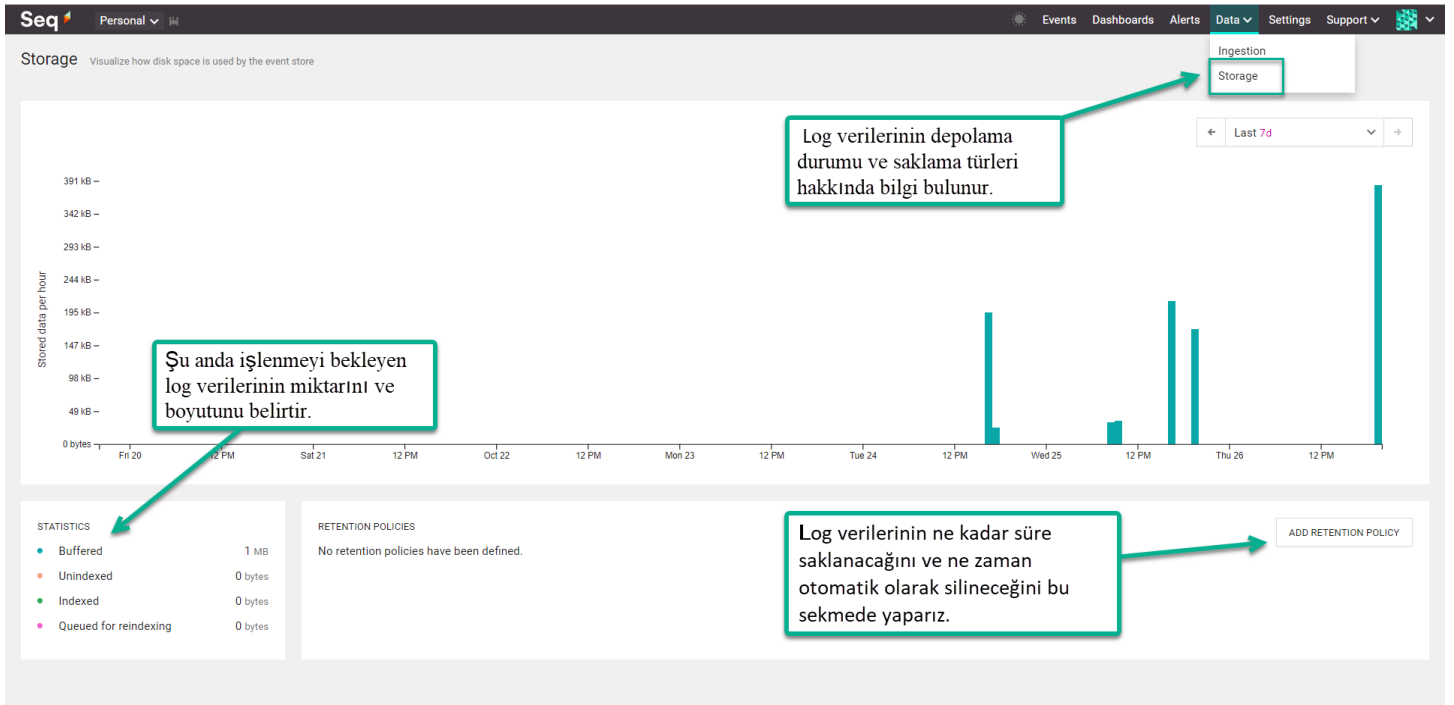 Seq Personal Events Dashboards Alerts Data Settings Support
Storage Visualize how disk space is used by the event store
Ingestion
Storage
Log verilerinin depolama
durumu ve saklama türleri
hakkında bilgi bulunur.
Last 7d
391 kB
342 kB
293 kB
244 kB
195 kB
147 kB
98 kB
49 kB
0 bytes
Stored data per hour
Şu anda işlenmeyi bekleyen
log verilerinin miktarını ve
boyutunu belirtir.
Fri 20 12 PM Sat 21 12 PM Oct 22 12 PM Mon 23 12 PM Tue 24 12 PM Wed 25 12 PM Thu 26 12 PM
STATISTICS
Buffered 1 MB
Unindexed 0 bytes
Indexed 0 bytes
Queued for reindexing 0 bytes
RETENTION POLICIES
No retention policies have been defined.
Log verilerinin ne kadar süre
saklanacağını ve ne zaman
otomatik olarak silineceğini bu
sekmede yaparız.
ADD RETENTION POLICY